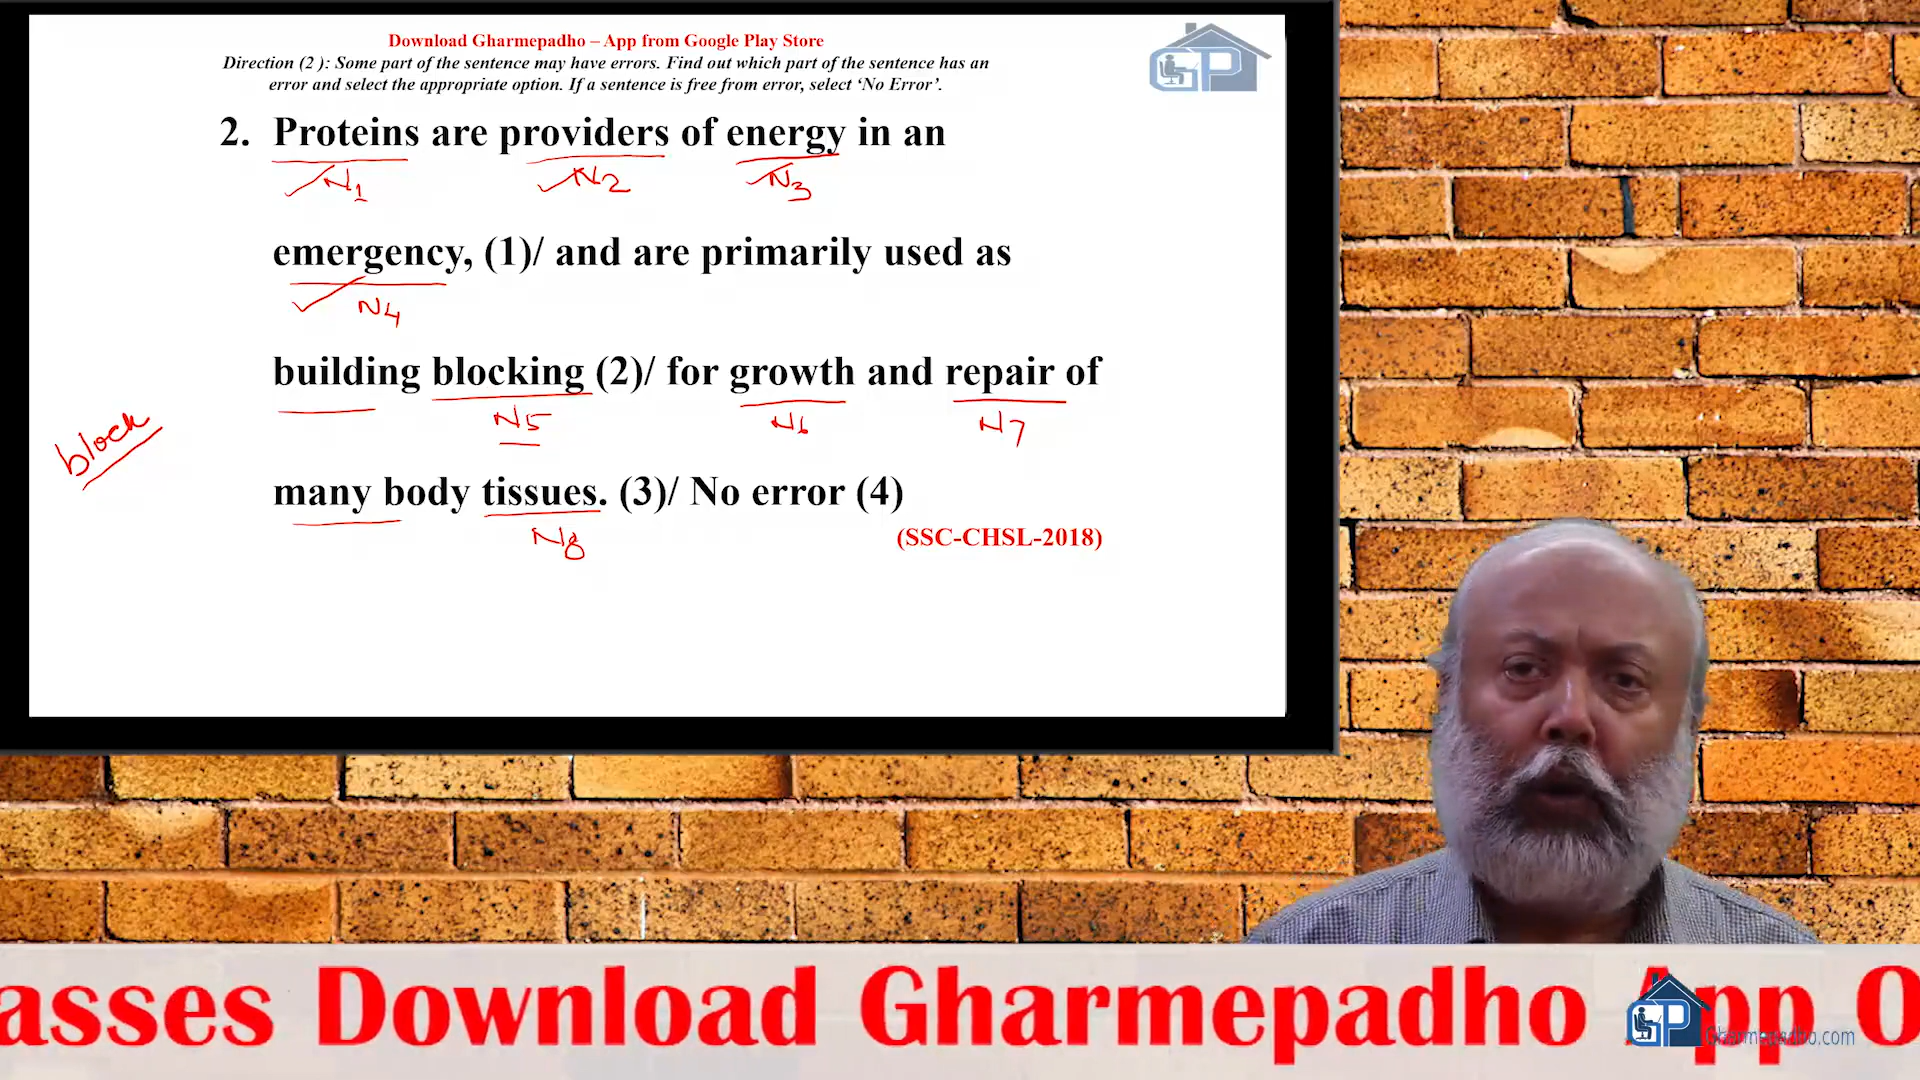 Download Gharmepadho – App from Google Play Store
Direction (2 ): Some part of the sentence may have errors. Find out which part of the sentence has an
error and select the appropriate option. If a sentence is free from error, select ‘No Error’.
GP
2. Proteins are providers of energy in an
N1 N2 N3
emergency, (1)/ and are primarily used as
N4
building blocking (2)/ for growth and repair of
block
N5 N6 N7
many body tissues. (3)/ No error (4)
N8
(SSC-CHSL-2018)
asses Download Gharmepadho App O
GP Gharmepadho.com